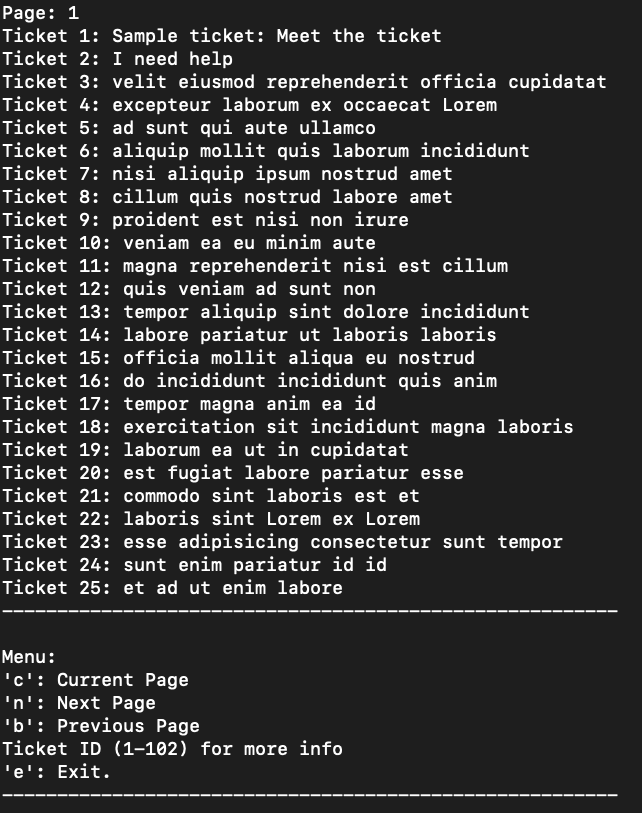 Page: 1
Ticket 1: Sample ticket: Meet the ticket
Ticket 2: I need help
Ticket 3: velit eiusmod reprehenderit officia cupidatat
Ticket 4: excepteur laborum ex occaecat Lorem
Ticket 5: ad sunt qui aute ullamco
Ticket 6: aliquip mollit quis laborum incididunt
Ticket 7: nisi aliquip ipsum nostrud amet
Ticket 8: cillum quis nostrud labore amet
Ticket 9: proident est nisi non irure
Ticket 10: veniam ea eu minim aute
Ticket 11: magna reprehenderit nisi est cillum
Ticket 12: quis veniam ad sunt non
Ticket 13: tempor aliquip sint dolore incididunt
Ticket 14: labore pariatur ut laboris laboris
Ticket 15: officia mollit aliqua eu nostrud
Ticket 16: do incididunt incididunt quis anim
Ticket 17: tempor magna anim ea id
Ticket 18: exercitation sit incididunt magna laboris
Ticket 19: laborum ea ut in cupidatat
Ticket 20: est fugiat labore pariatur esse
Ticket 21: commodo sint laboris est et
Ticket 22: laboris sint Lorem ex Lorem
Ticket 23: esse adipisicing consectetur sunt tempor
Ticket 24: sunt enim pariatur id id
Ticket 25: et ad ut enim labore
--------------------------------------------------------
Menu:
'c': Current Page
'n': Next Page
'b': Previous Page
Ticket ID (1-102) for more info
'e': Exit.
--------------------------------------------------------